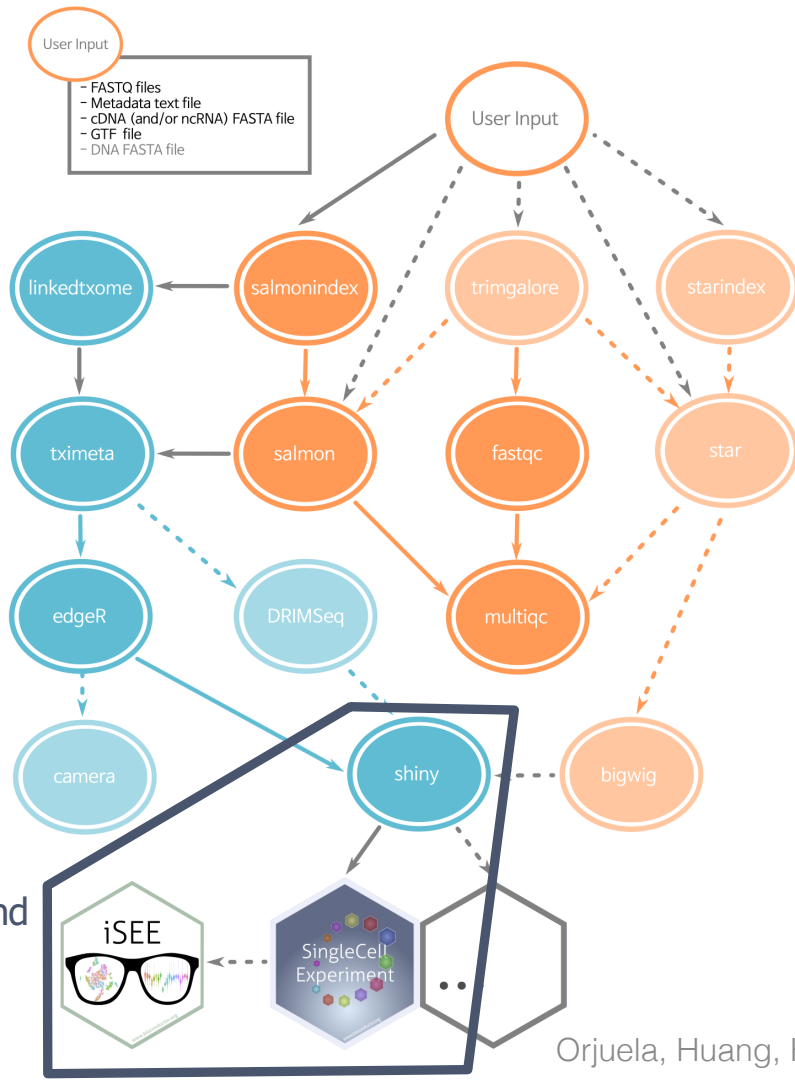 User Input
- FASTQ files
- Metadata text file
- cDNA (and/or ncRNA) FASTA file
- GTF file
- DNA FASTA file
User Input
linkedtxome
salmonindex
trimgalore
starindex
tximeta
salmon
fastqc
star
edgeR
DRIMSeq
multiqc
camera
shiny
bigwig
nd
iSEE
SingleCell
Experiment
...
Orjuela, Huang,